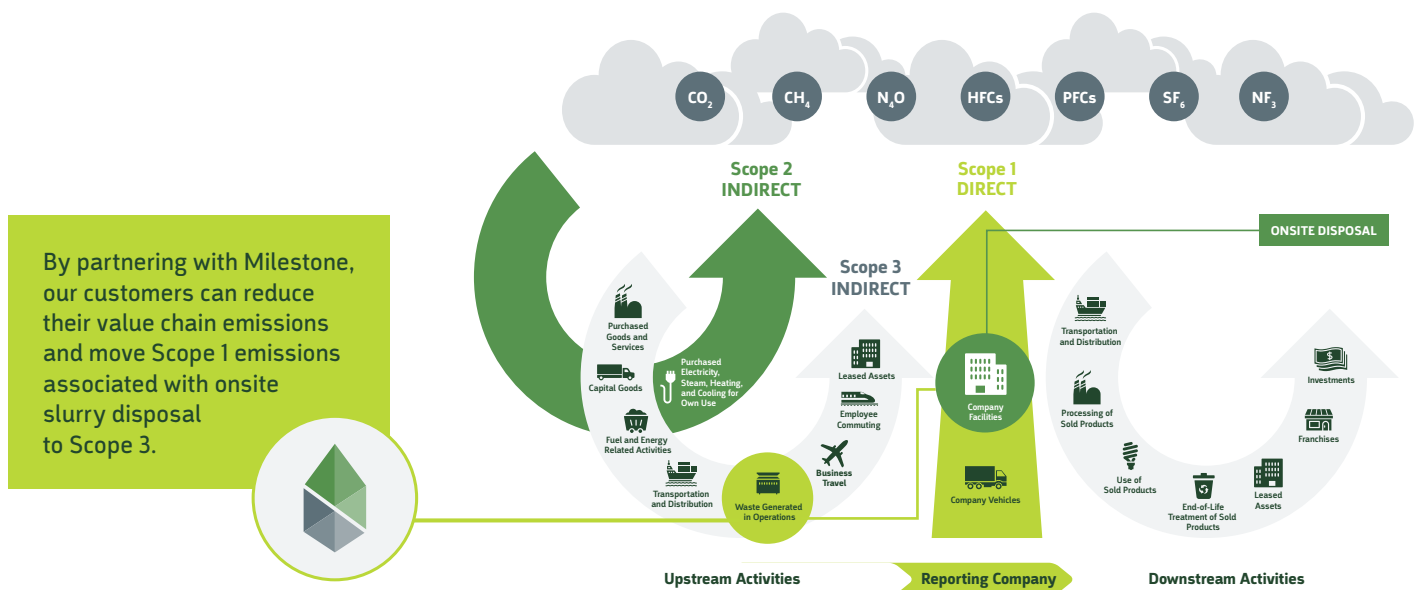 CO2
CH4
N4O
HFCs
PFCs
SF6
NF3
Scope 2
INDIRECT
Scope 1
DIRECT
ONSITE DISPOSAL
Scope 3
INDIRECT
By partnering with Milestone,
our customers can reduce
their value chain emissions
and move Scope 1 emissions
associated with onsite
slurry disposal
to Scope 3.
Purchased
Goods and
Services
Capital Goods
Fuel and Energy
Related Activities
Transportation
and Distribution
Purchased
Electricity,
Steam, Heating,
and Cooling for
Own Use
Waste Generated
in Operations
Business
Travel
Employee
Commuting
Leased Assets
Company
Facilities
Company Vehicles
Transportation
and Distribution
Processing of
Sold Products
Use of
Sold Products
End-of-Life
Treatment of Sold
Products
Leased
Assets
Franchises
Investments
Upstream Activities
Reporting Company
Downstream Activities